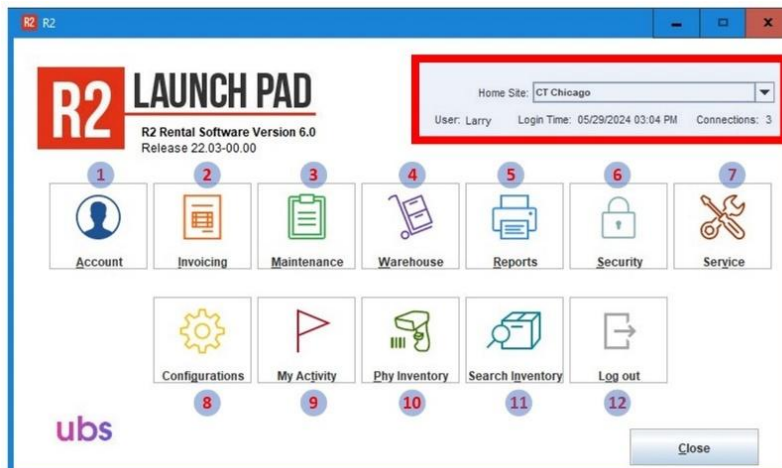 R2 R2
R2 LAUNCH PAD
R2 Rental Software Version 6.0
Release 22.03-00.00
Home Site: CT Chicago
User: Larry Login Time: 05/29/2024 03:04 PM Connections: 3
1 2 3 4 5 6 7
Account Invoicing Maintenance Warehouse Reports Security Service
Configurations My Activity Phy Inventory Search Inventory Log out
8 9 10 11 12
ubs
Close